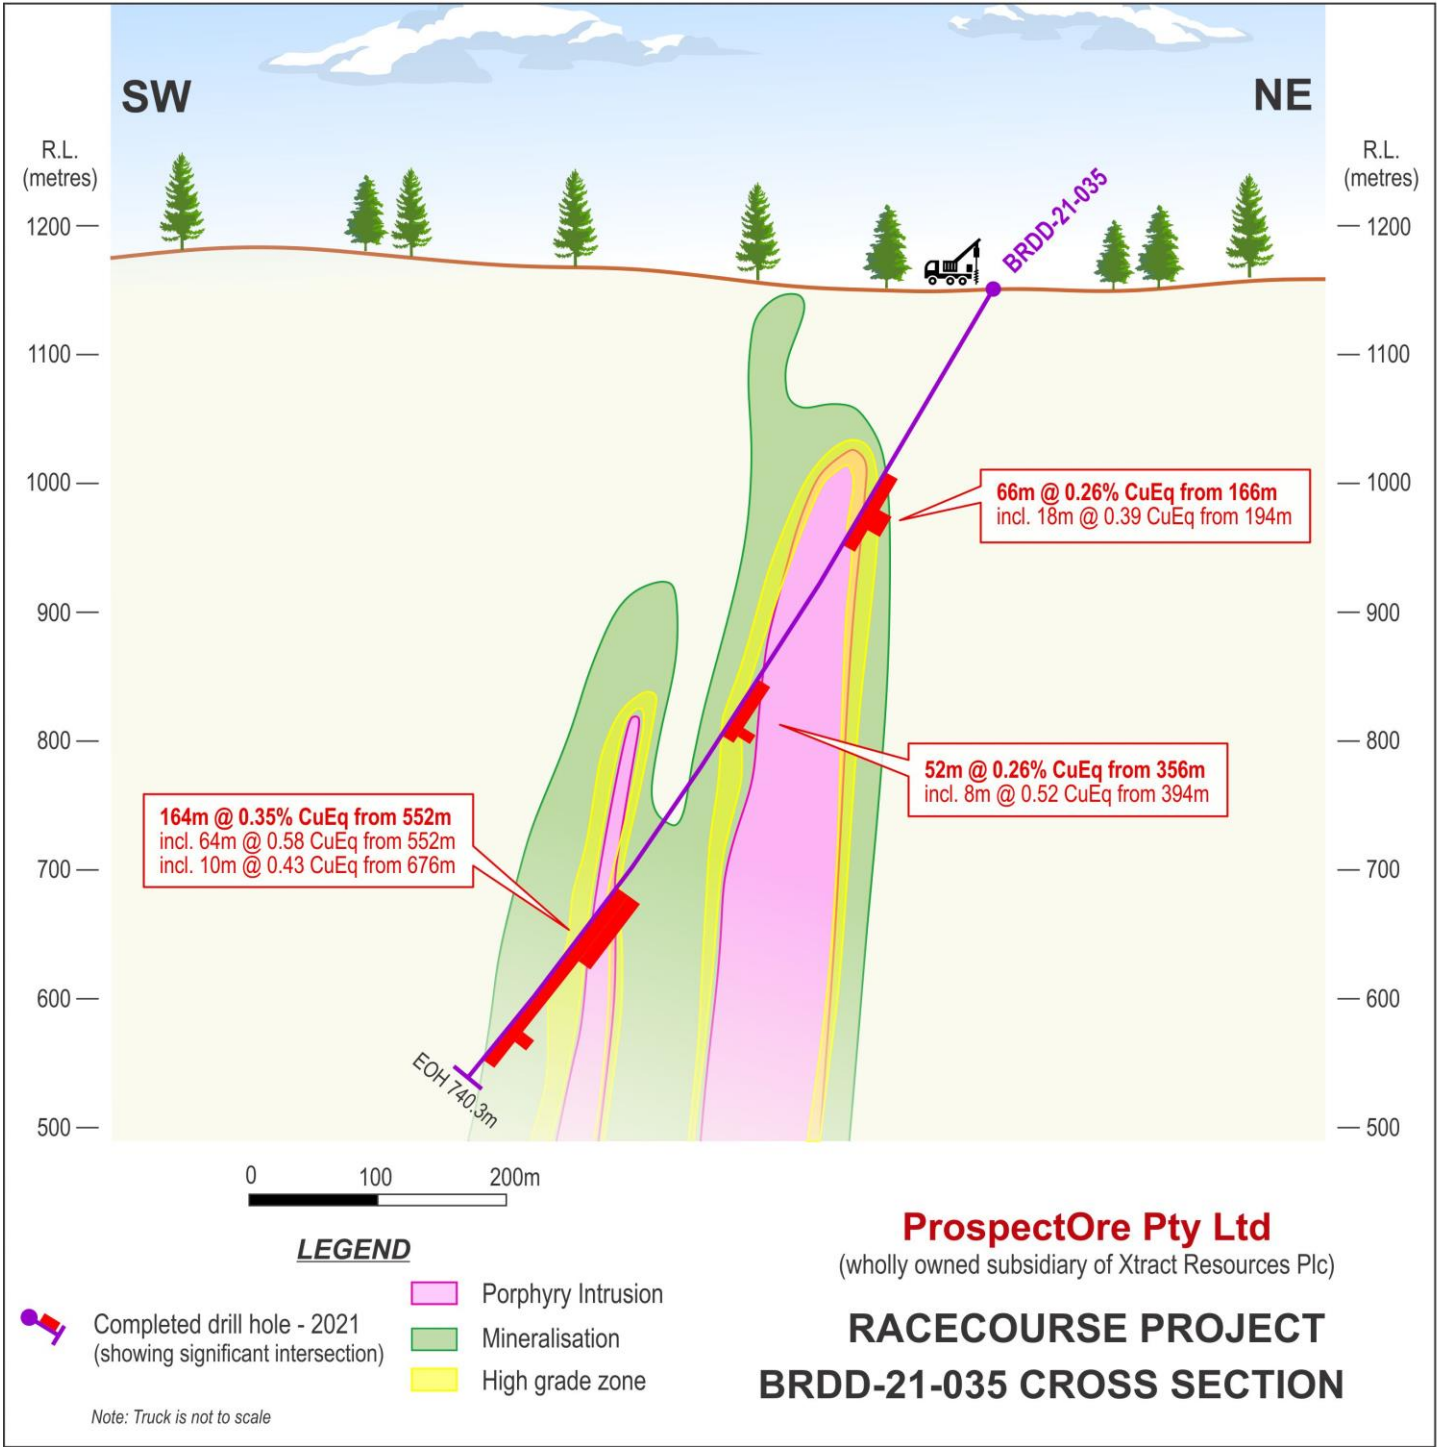 SW
NE
R.L.
(metres)
R.L.
(metres)
1200
1200
BRDD-21-035
1100
1100
1000
1000
66m @ 0.26% CuEq from 166m
incl. 18m @ 0.39 CuEq from 194m
900
900
800
800
52m @ 0.26% CuEq from 356m
incl. 8m @ 0.52 CuEq from 394m
164m @ 0.35% CuEq from 552m
incl. 64m @ 0.58 CuEq from 552m
incl. 10m @ 0.43 CuEq from 676m
700
700
600
600
EOH 740.3m
500
500
0 100 200m
LEGEND
Completed drill hole - 2021
(showing significant intersection)
Porphyry Intrusion
Mineralisation
High grade zone
Note: Truck is not to scale
ProspectOre Pty Ltd
(wholly owned subsidiary of Xtract Resources Plc)
RACECOURSE PROJECT
BRDD-21-035 CROSS SECTION